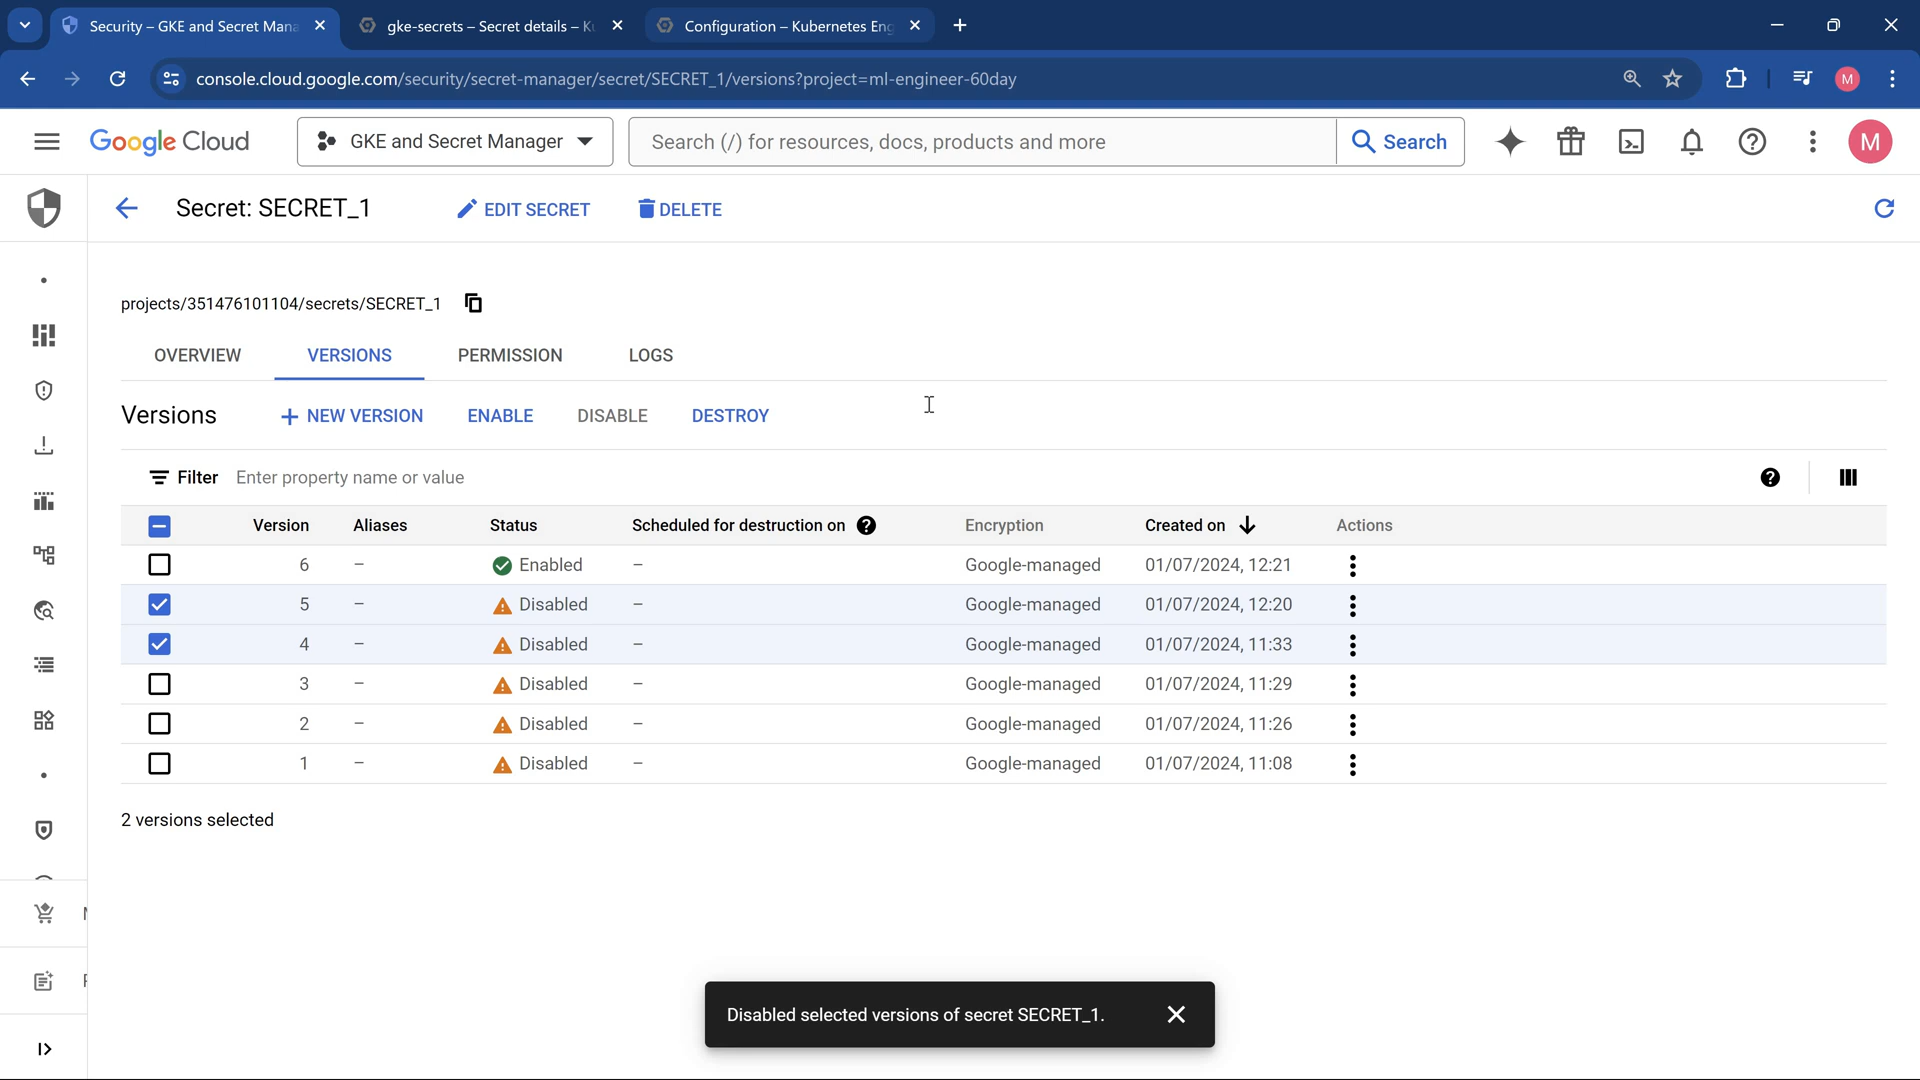 Security – GKE and Secret Mana
gke-secrets – Secret details – Ku
Configuration – Kubernetes Eng
console.cloud.google.com/security/secret-manager/secret/SECRET_1/versions?project=ml-engineer-60day
M
Google Cloud
GKE and Secret Manager
Search (/) for resources, docs, products and more
Search
M
Secret: SECRET_1
EDIT SECRET
DELETE
projects/351476101104/secrets/SECRET_1
OVERVIEW
VERSIONS
PERMISSION
LOGS
Versions
NEW VERSION
ENABLE
DISABLE
DESTROY
Filter
Enter property name or value
Version Aliases Status Scheduled for destruction on Encryption Created on Actions
6 – Enabled – Google-managed 01/07/2024, 12:21
5 – Disabled – Google-managed 01/07/2024, 12:20
4 – Disabled – Google-managed 01/07/2024, 11:33
3 – Disabled – Google-managed 01/07/2024, 11:29
2 – Disabled – Google-managed 01/07/2024, 11:26
1 – Disabled – Google-managed 01/07/2024, 11:08
2 versions selected
Disabled selected versions of secret SECRET_1.